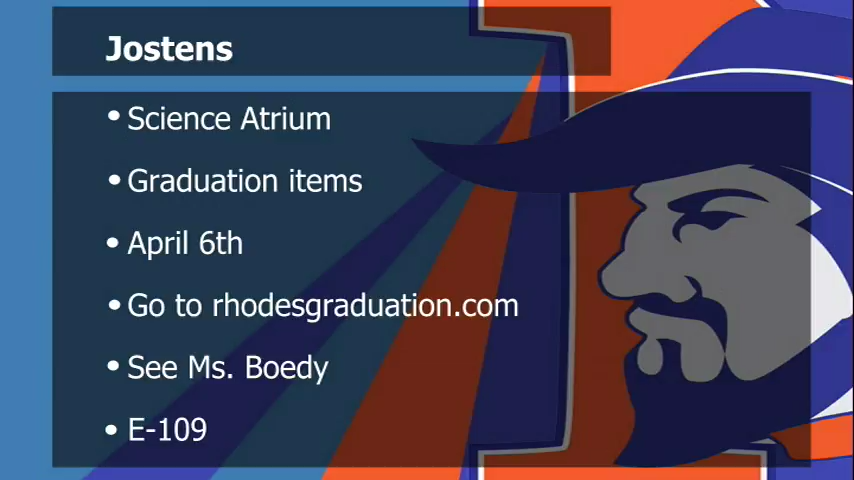 Jostens
• Science Atrium
• Graduation items
• April 6th
• Go to rhodesgraduation.com
• See Ms. Boedy
• E-109